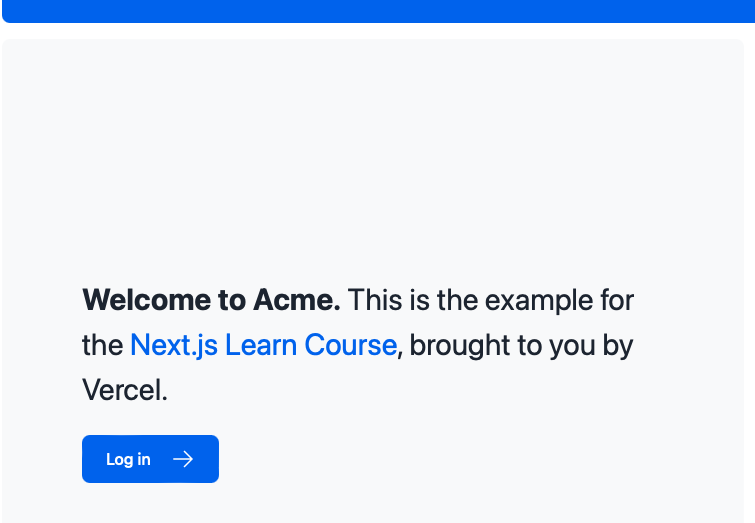 Welcome to Acme. This is the example for
the Next.js Learn Course, brought to you by
Vercel.
Log in